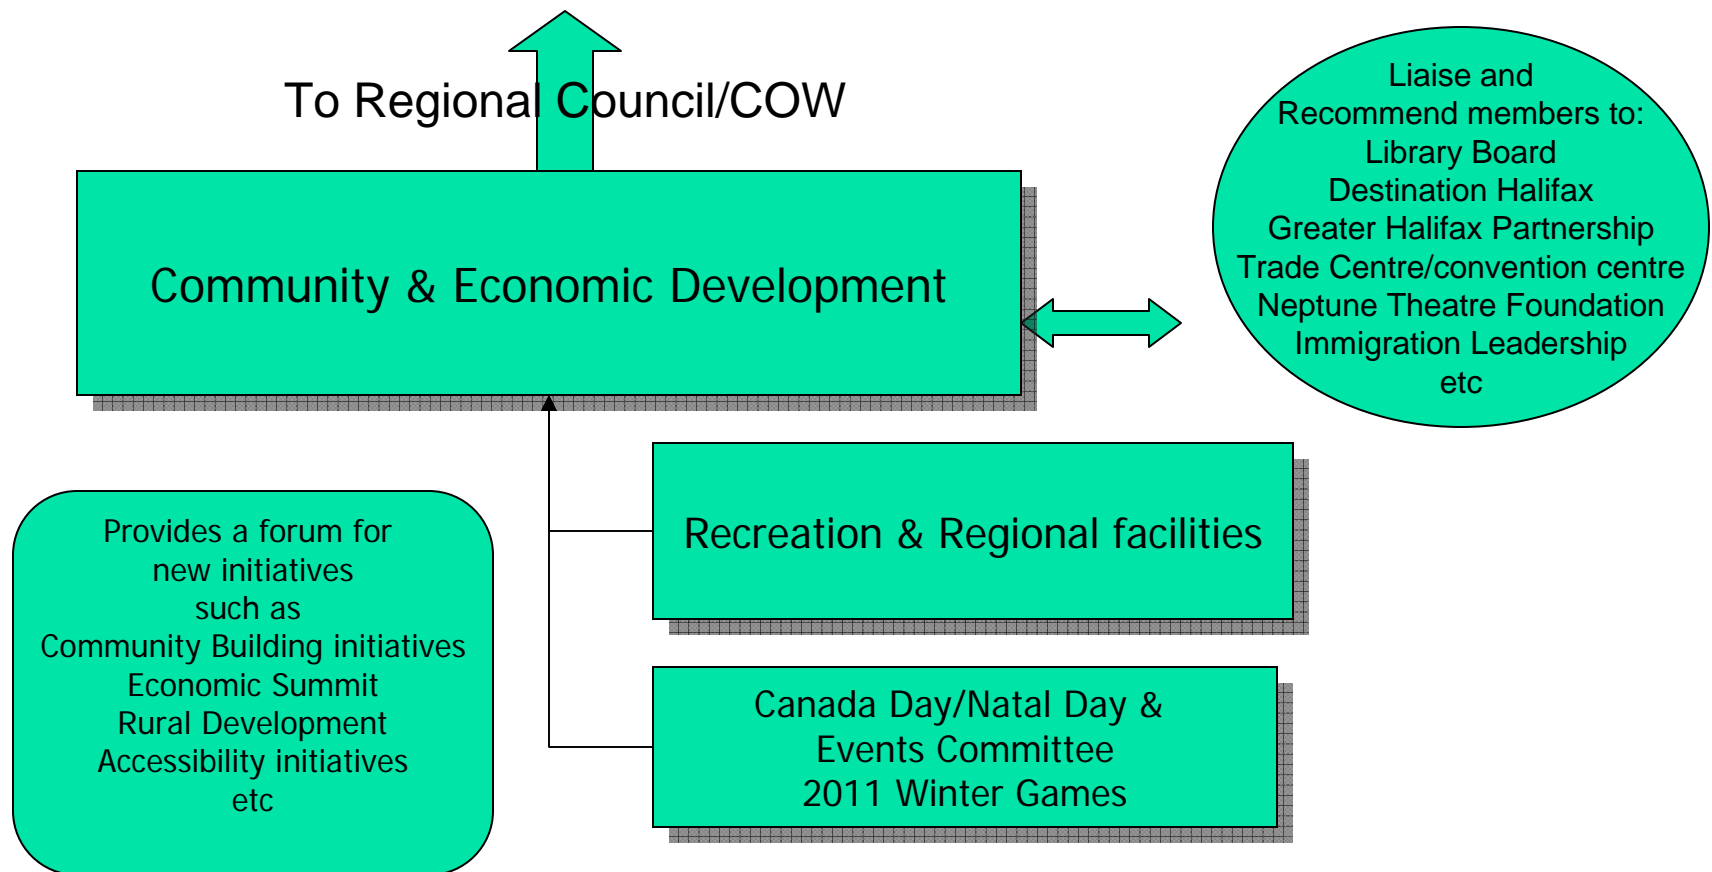 To Regional Council/COW
Liaise and
Recommend members to:
Library Board
Destination Halifax
Greater Halifax Partnership
Trade Centre/convention centre
Neptune Theatre Foundation
Immigration Leadership
etc
Community & Economic Development
Recreation & Regional facilities
Provides a forum for
new initiatives
such as
Community Building initiatives
Economic Summit
Rural Development
Accessibility initiatives
etc
Canada Day/Natal Day &
Events Committee
2011 Winter Games